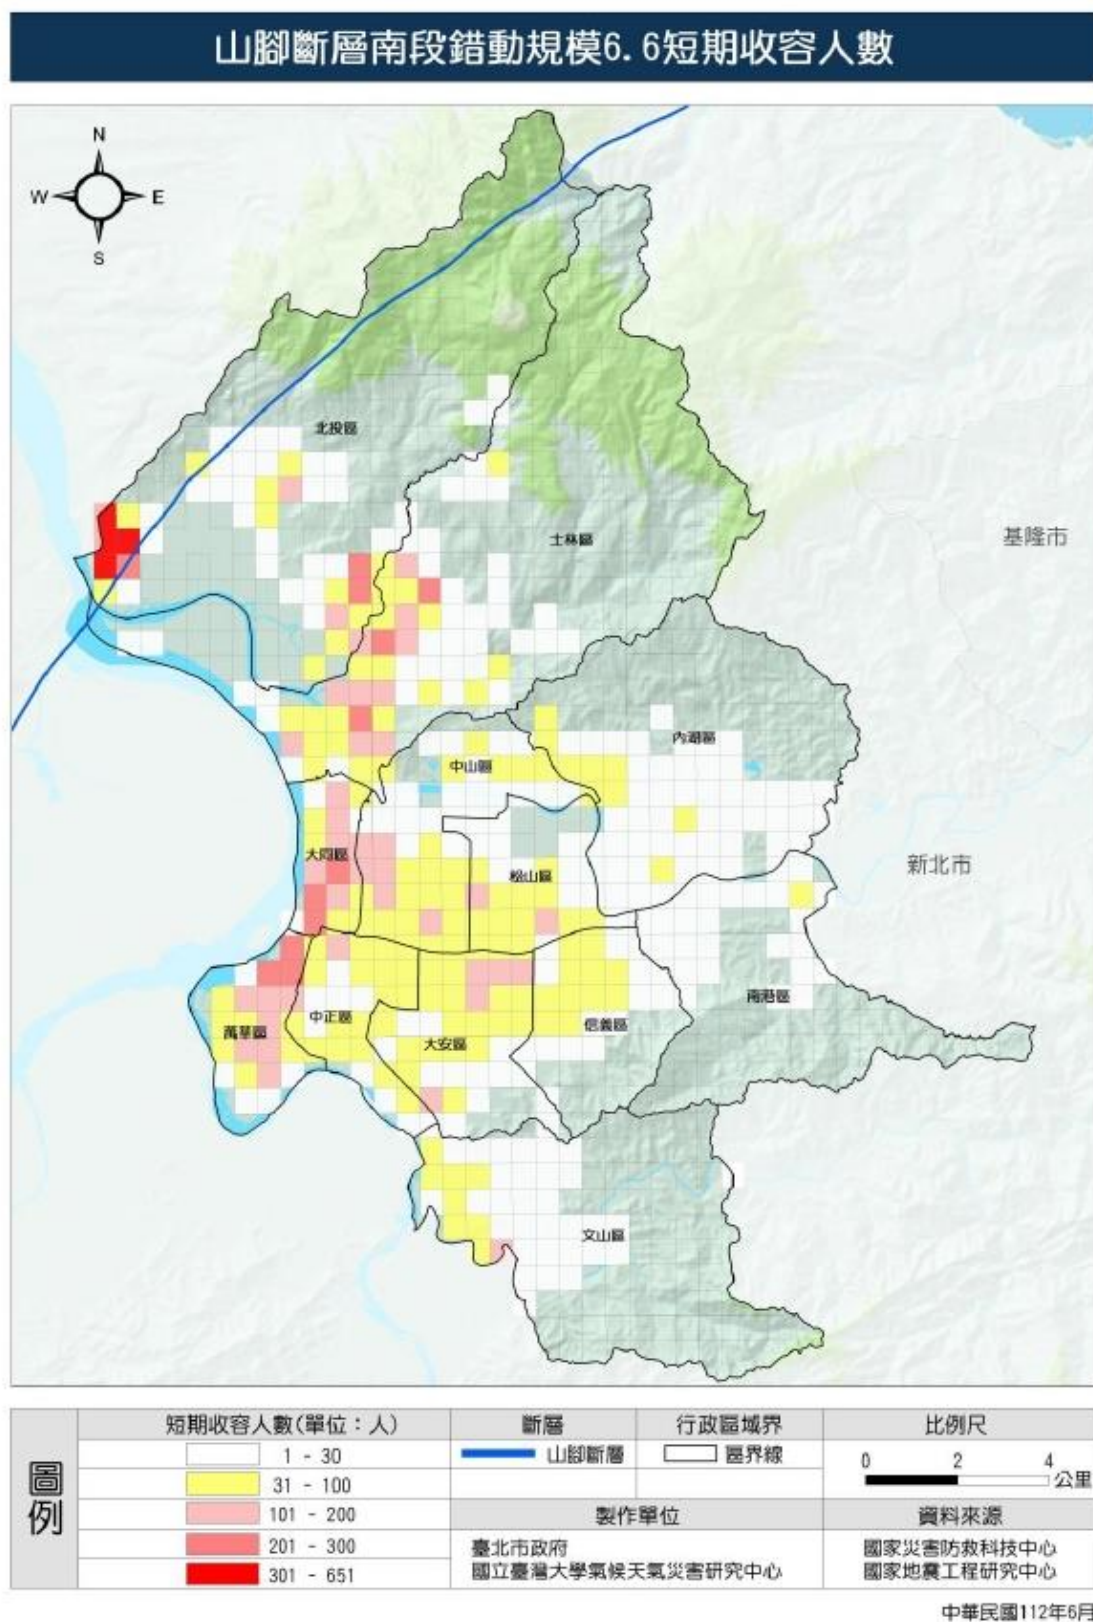 山腳斷層南段錯動規模6.6短期收容人數
N
W
E
S
北投區
士林區
基隆市
內湖區
中山區
大同區
松山區
新北市
南港區
中正區
信義區
萬華區
大安區
文山區
圖例
短期收容人數(單位：人)
1 - 30
31 - 100
101 - 200
201 - 300
301 - 651
斷層
山腳斷層
行政區域界
區界線
比例尺
0 2 4 公里
製作單位
臺北市政府
國立臺灣大學氣候天氣災害研究中心
資料來源
國家災害防救科技中心
國家地震工程研究中心
中華民國112年6月